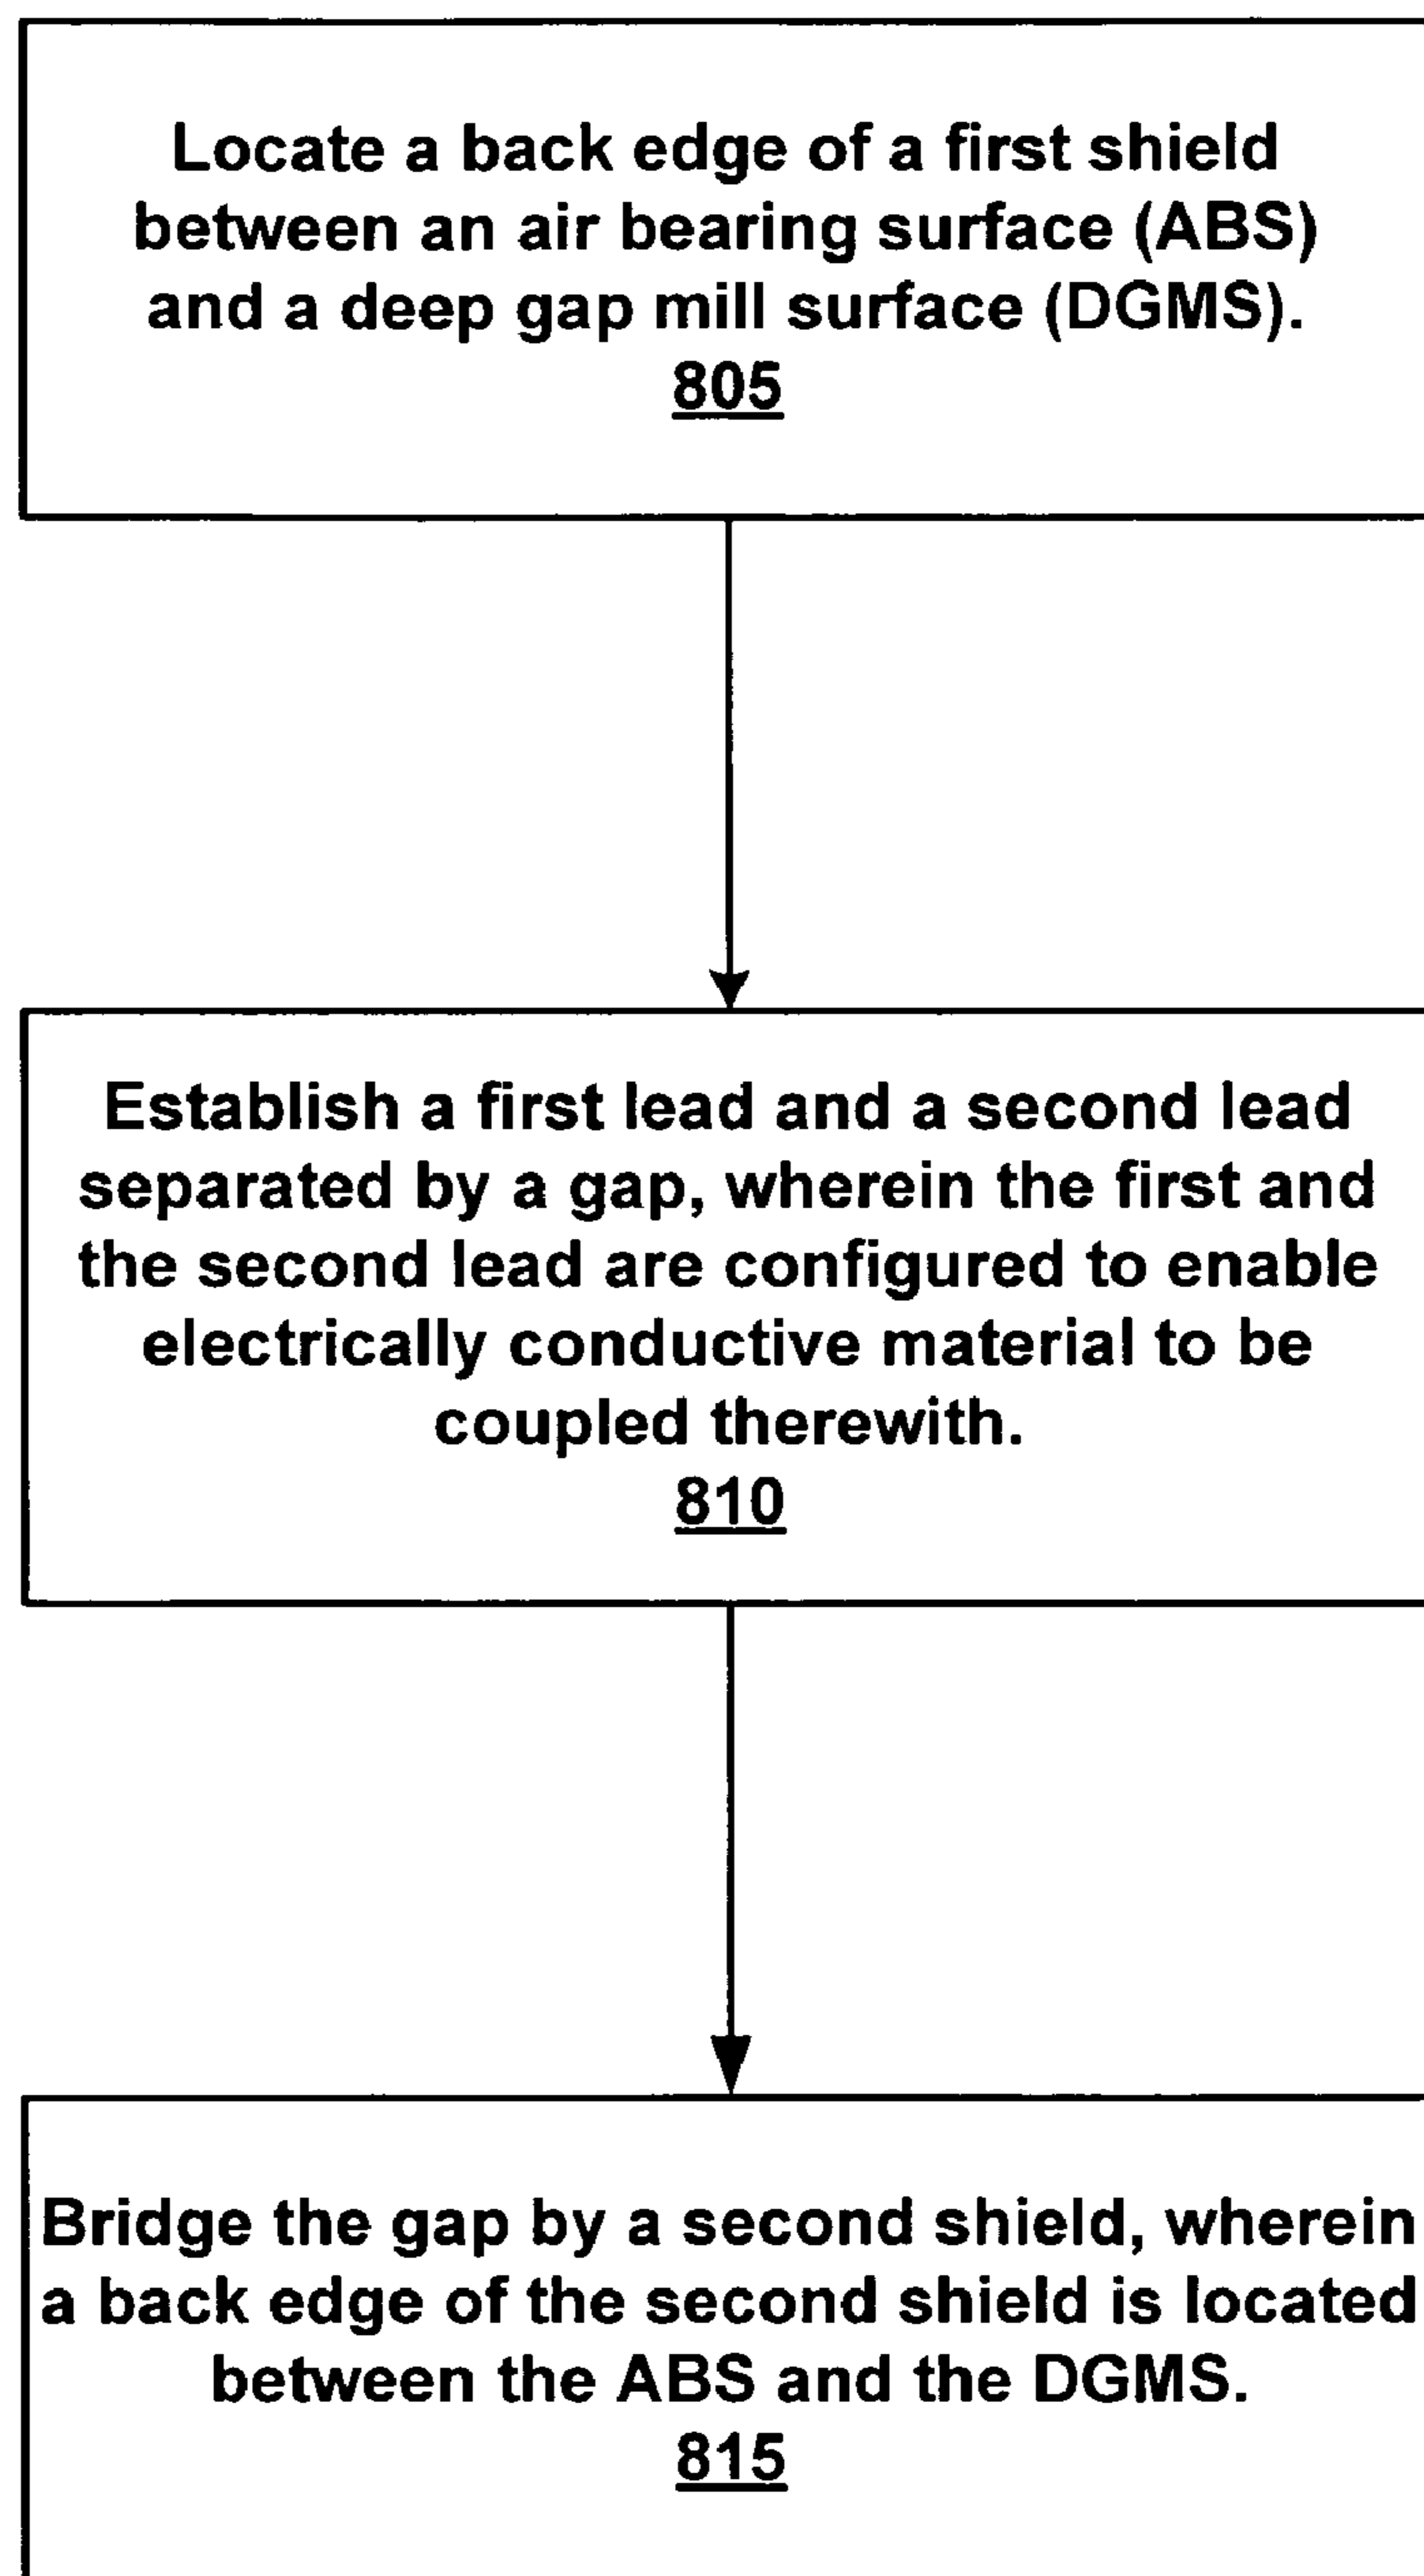 Locate a back edge of a first shield
between an air bearing surface (ABS)
and a deep gap mill surface (DGMS).
805
Establish a first lead and a second lead
separated by a gap, wherein the first and
the second lead are configured to enable
electrically conductive material to be
coupled therewith.
810
Bridge the gap by a second shield, wherein
a back edge of the second shield is located
between the ABS and the DGMS.
815